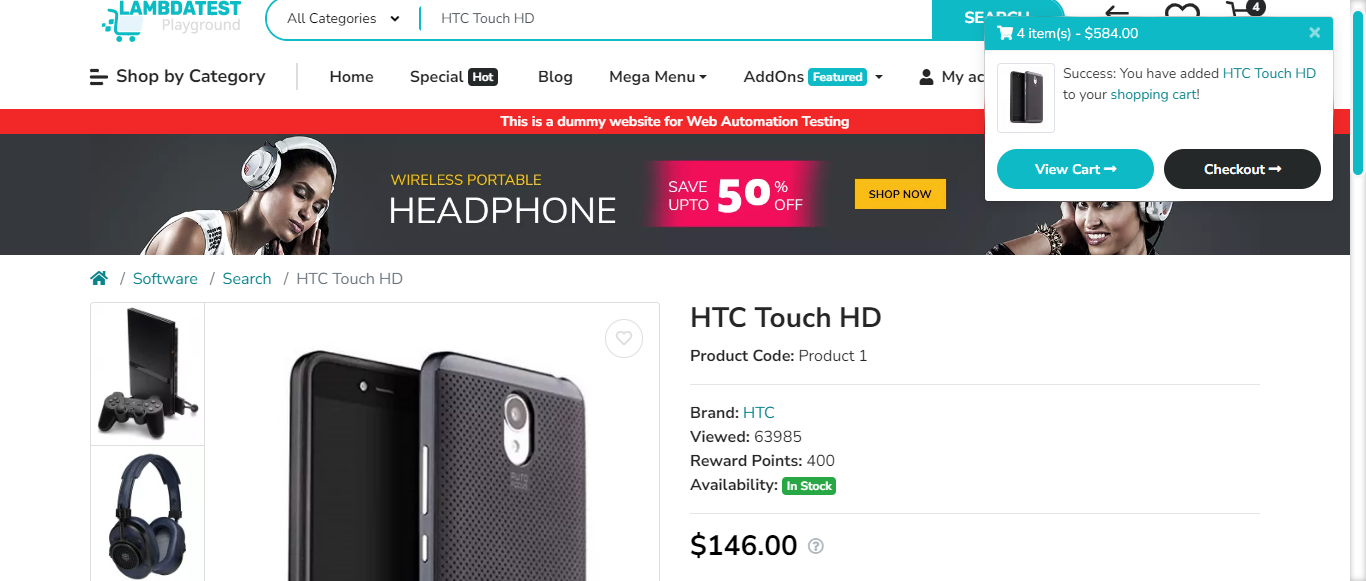 LAMBDATEST
Playground
All Categories
HTC Touch HD
4
4 item(s) - $584.00
×
Success: You have added HTC Touch HD
to your shopping cart!
View Cart
Checkout
Shop by Category
Home
Special Hot
Blog
Mega Menu
AddOns Featured
This is a dummy website for Web Automation Testing
WIRELESS PORTABLE
HEADPHONE
SAVE
UPTO
50
%
OFF
SHOP NOW
/ Software / Search / HTC Touch HD
HTC Touch HD
Product Code: Product 1
Brand: HTC
Viewed: 63985
Reward Points: 400
Availability: In Stock
$146.00